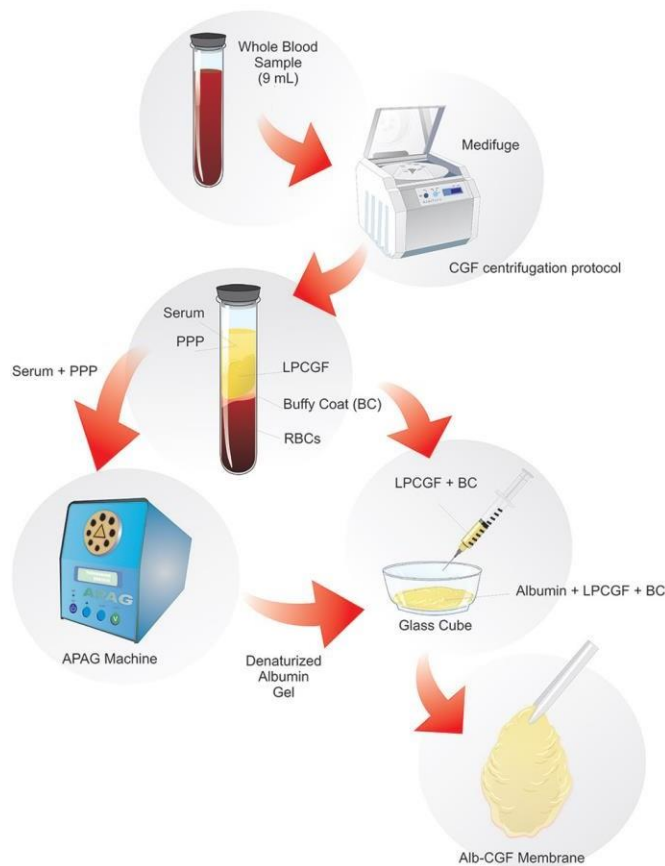 Whole Blood
Sample
(9 mL)
Medifuge
CGF centrifugation protocol
Serum
PPP
LPCGF
Buffy Coat (BC)
RBCs
Serum + PPP
LPCGF + BC
Albumin + LPCGF + BC
Glass Cube
APAG
APAG Machine
Denaturized
Albumin
Gel
Alb-CGF Membrane